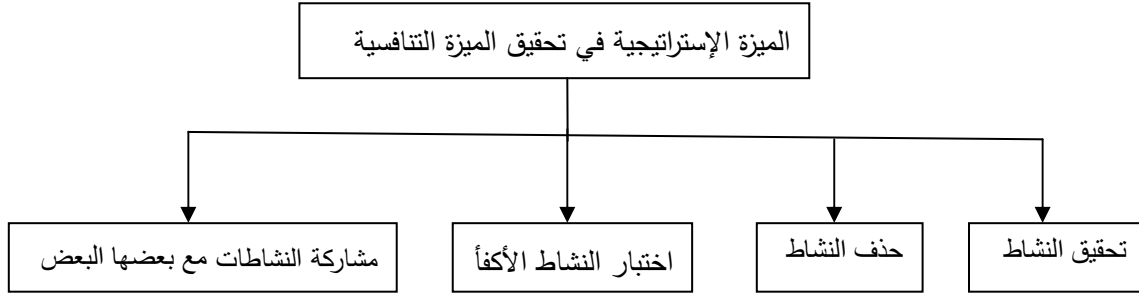 الميزة الإستراتيجية في تحقيق الميزة التنافسية
تحقيق النشاط
حذف النشاط
اختبار النشاط الأكفأ
مشاركة النشاطات مع بعضها البعض